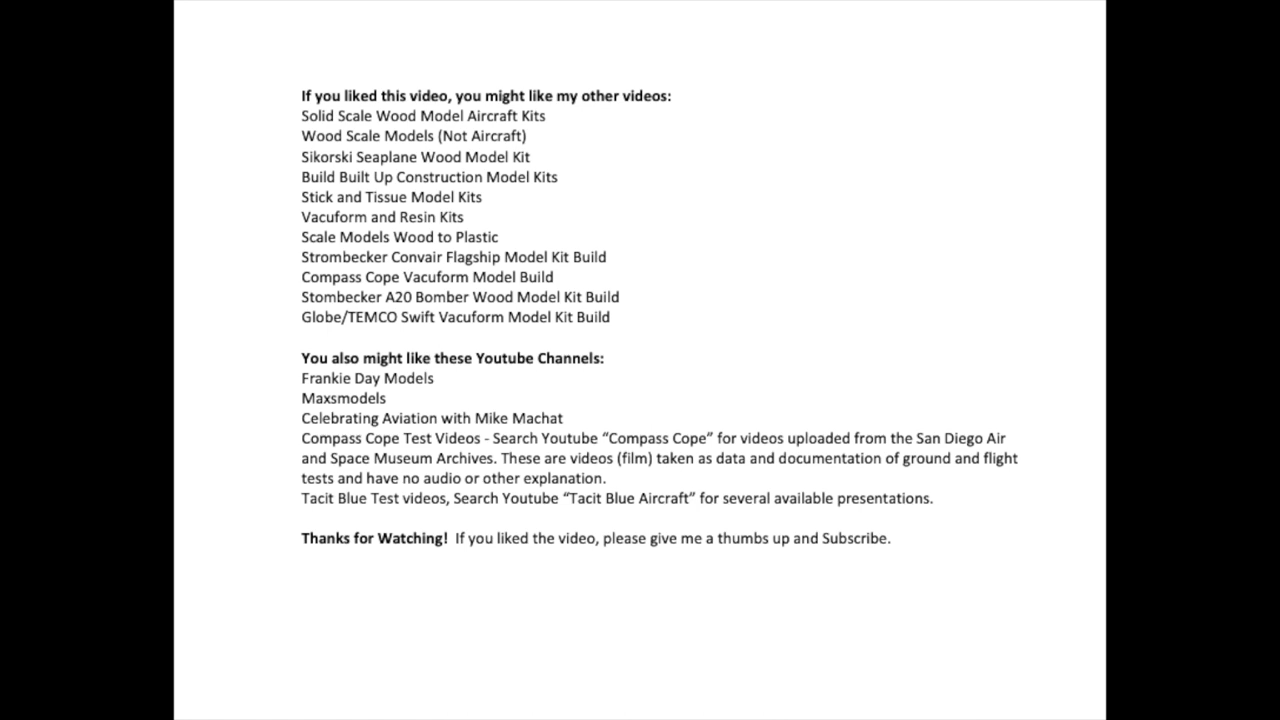 If you liked this video, you might like my other videos:
Solid Scale Wood Model Aircraft Kits
Wood Scale Models (Not Aircraft)
Sikorski Seaplane Wood Model Kit
Build Built Up Construction Model Kits
Stick and Tissue Model Kits
Vacuform and Resin Kits
Scale Models Wood to Plastic
Strombecker Convair Flagship Model Kit Build
Compass Cope Vacuform Model Build
Stombecker A20 Bomber Wood Model Kit Build
Globe/TEMCO Swift Vacuform Model Kit Build
You also might like these Youtube Channels:
Frankie Day Models
Maxsmodels
Celebrating Aviation with Mike Machat
Compass Cope Test Videos - Search Youtube “Compass Cope” for videos uploaded from the San Diego Air
and Space Museum Archives. These are videos (film) taken as data and documentation of ground and flight
tests and have no audio or other explanation.
Tacit Blue Test videos, Search Youtube “Tacit Blue Aircraft” for several available presentations.
Thanks for Watching! If you liked the video, please give me a thumbs up and Subscribe.